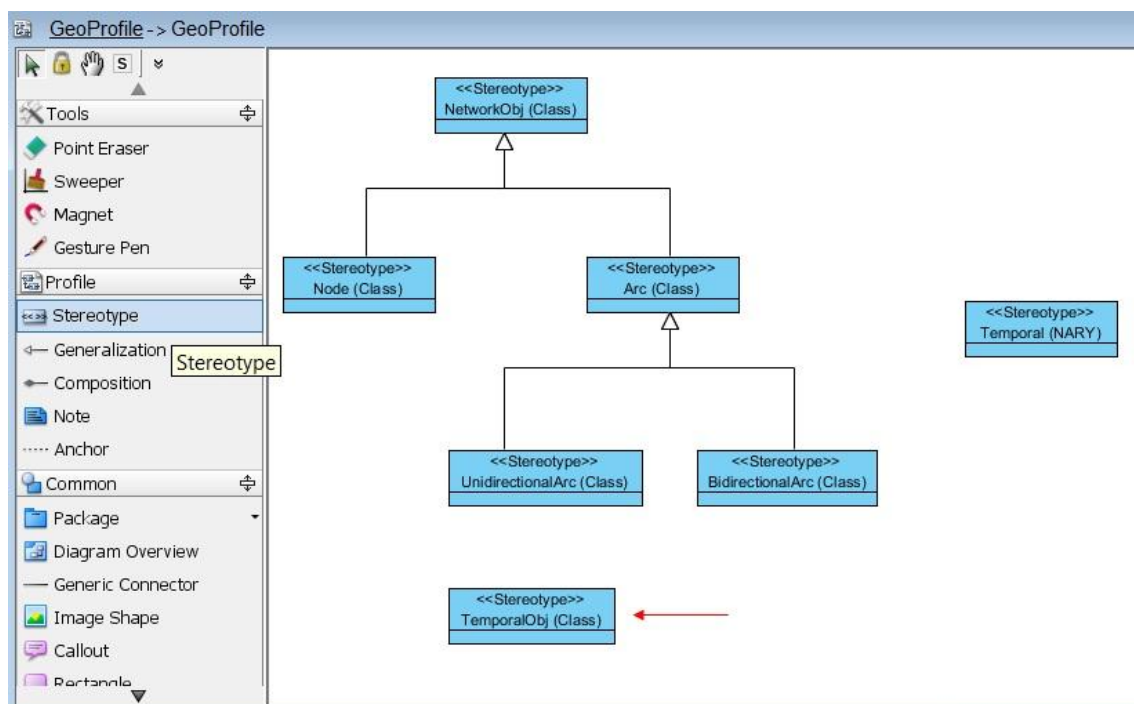 GeoProfile -> GeoProfile
S
Tools
Point Eraser
Sweeper
Magnet
Gesture Pen
Profile
Stereotype
Generalization
Stereotype
Composition
Note
Anchor
Common
Package
Diagram Overview
Generic Connector
Image Shape
Callout
Rectangle
<<Stereotype>>
NetworkObj (Class)
<<Stereotype>>
Node (Class)
<<Stereotype>>
Arc (Class)
<<Stereotype>>
Temporal (NARY)
<<Stereotype>>
UnidirectionalArc (Class)
<<Stereotype>>
BidirectionalArc (Class)
<<Stereotype>>
TemporalObj (Class)